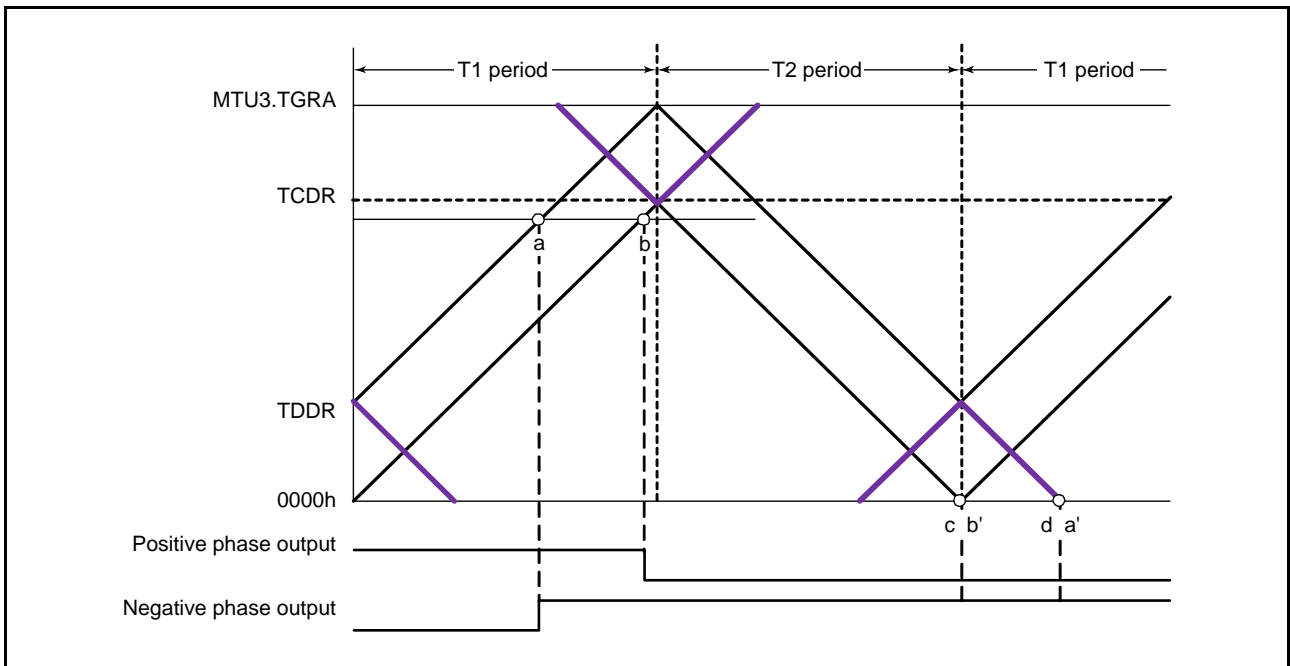 T1 period
T2 period
T1 period
MTU3.TGRA
TCDR
a
b
TDDR
0000h
c b' d a'
Positive phase output
Negative phase output